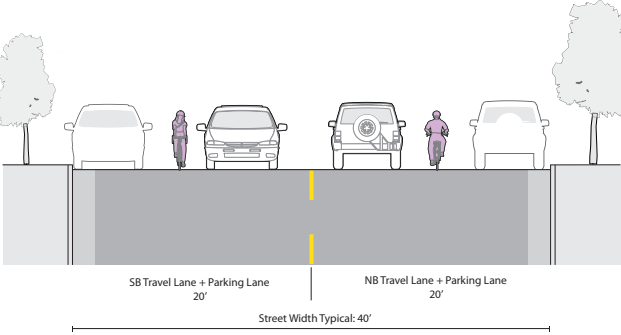 SB Travel Lane + Parking Lane
20’
NB Travel Lane + Parking Lane
20’
Street Width Typical: 40’